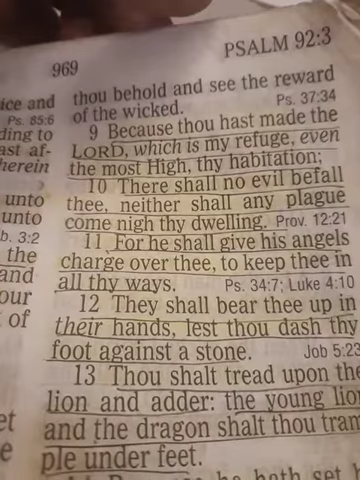 969
PSALM 92:3
ice and
Ps. 85:6
ding to
ast af-
herein
unto
unto
b. 3:2
the
and
our
of
et
e
thou behold and see the reward
of the wicked. Ps. 37:34
9 Because thou hast made the
LORD, which is my refuge, even
the most High, thy habitation;
10 There shall no evil befall
thee, neither shall any plague
come nigh thy dwelling. Prov. 12:21
11 For he shall give his angels
charge over thee, to keep thee in
all thy ways. Ps. 34:7; Luke 4:10
12 They shall bear thee up in
their hands, lest thou dash thy
foot against a stone. Job 5:23
13 Thou shalt tread upon the
lion and adder: the young lion
and the dragon shalt thou tram
ple under feet.
he hath set h